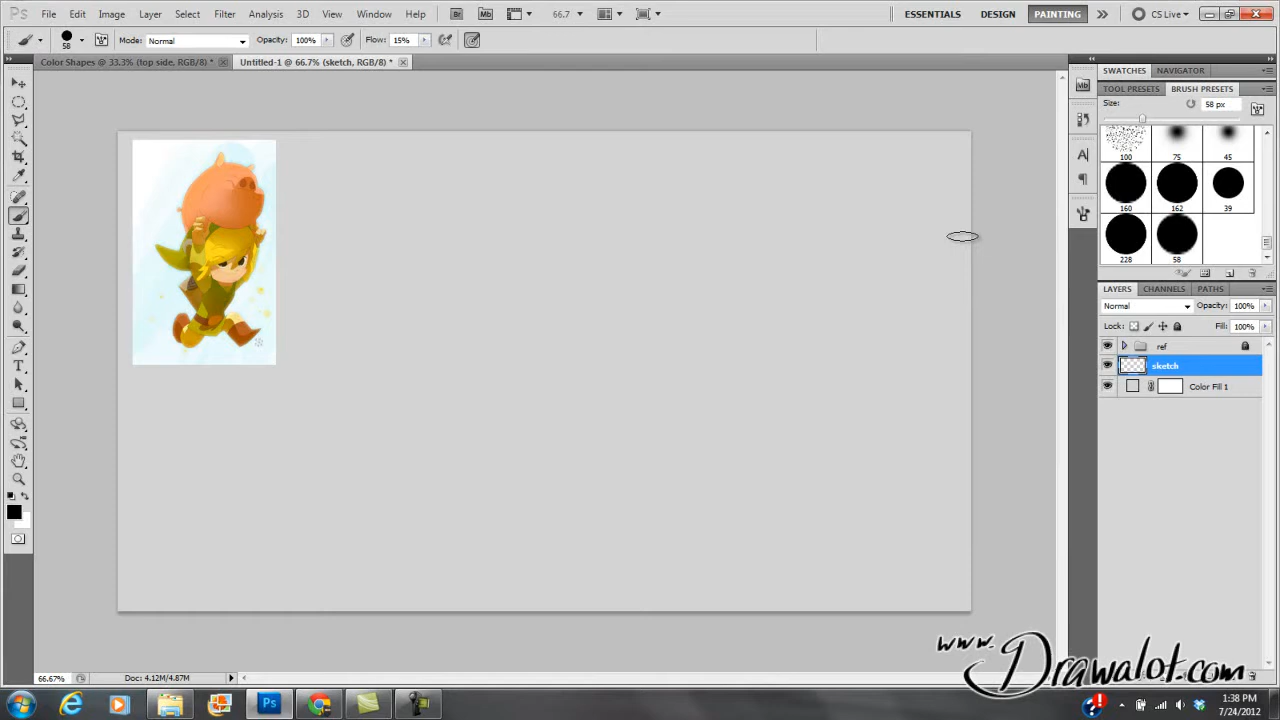 Ps File Edit Image Layer Select Filter Analysis 3D View Window Help Br Mb 66.7 ESSENTIALS DESIGN PAINTING CS Live
58 Mode: Normal Opacity: 100% Flow: 15%
Color Shapes @ 33.3% (top side, RGB/8) * Untitled-1 @ 66.7% (sketch, RGB/8) *
SWATCHES NAVIGATOR
TOOL PRESETS BRUSH PRESETS
Size: 58 px
100 75 45
160 162 39
228 58
LAYERS CHANNELS PATHS
Normal Opacity: 100%
Lock: Fill: 100%
ref
sketch
Color Fill 1
www.Drawalot.com
66.67% Doc: 4.12M/4.87M
Ps
1:38 PM
7/24/2012